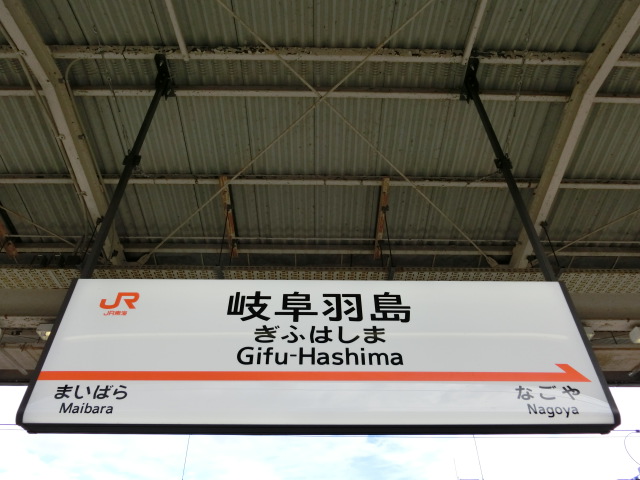 JR
JR東海
岐阜羽島
ぎふはしま
Gifu-Hashima
まいばら
Maibara
なごや
Nagoya